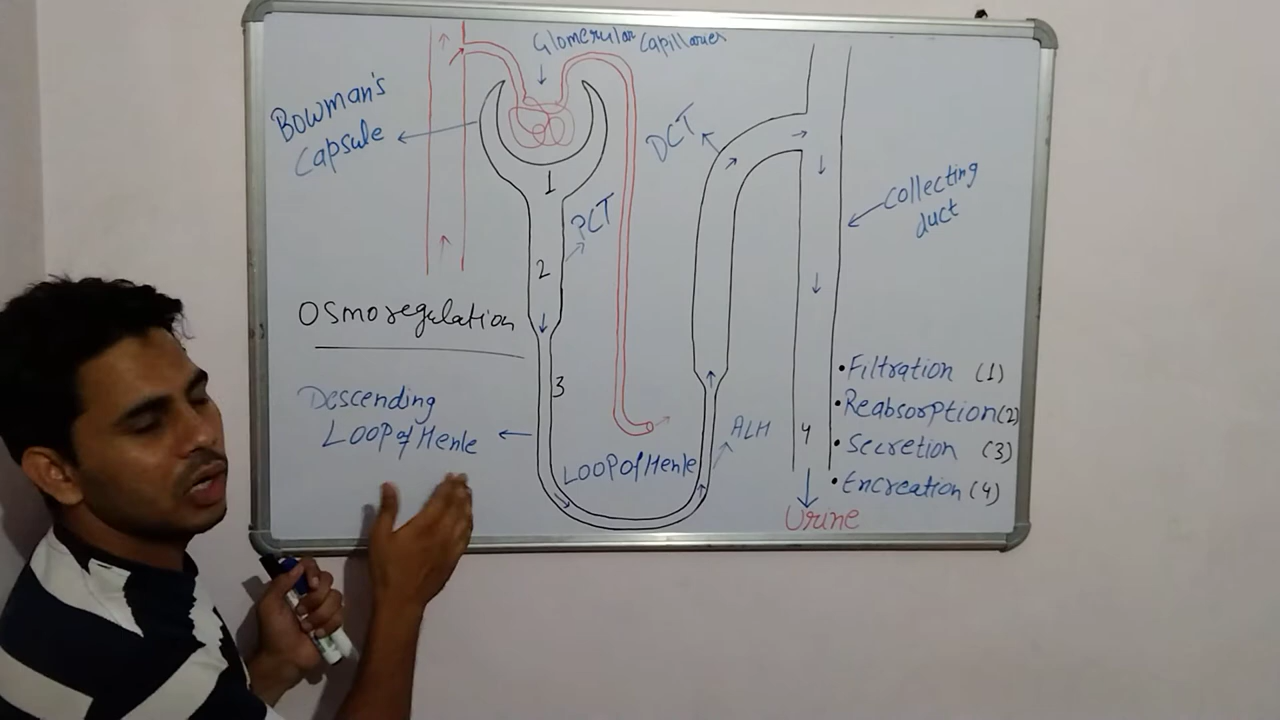 Glomerular Capillaries
Bowman's
Capsule
1
PCT
2
DCT
Collecting
duct
Osmoregulation
3
Descending
LOOP of Henle
LOOP of Henle
ALH
4
• Filtration (1)
• Reabsorption (2)
• Secretion (3)
• Encreation (4)
Urine